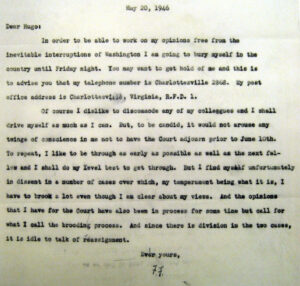 May 20, 1946
Dear Hugo:
In order to be able to work on my opinions free from the
inevitable interruptions of Washington I am going to bury myself in the
country until Friday night. You may want to get hold of me and this is
to advise you that my telephone number is Charlottesville 2868. My post
office address is Charlottesville, Virginia, R.F.D. 1.
Of course I dislike to discommode any of my colleagues and I shall
drive myself as much as I can. But, to be candid, it would not arouse any
twings of conscience in me not to have the Court adjourn prior to June 10th.
To repeat, I like to be through as early as possible as well as the next fel-
low and I shall do my level best to get through. But I find myself unfortunately
in dissent in a number of cases over which, my temperament being what it is, I
have to brook a lot even though I am clear about my views. And the opinions
that I have for the Court have also been in process for some time but call for
what I call the brooding process. And since there is division in the two cases,
it is idle to talk of reassignment.
Ever yours,
F.F.